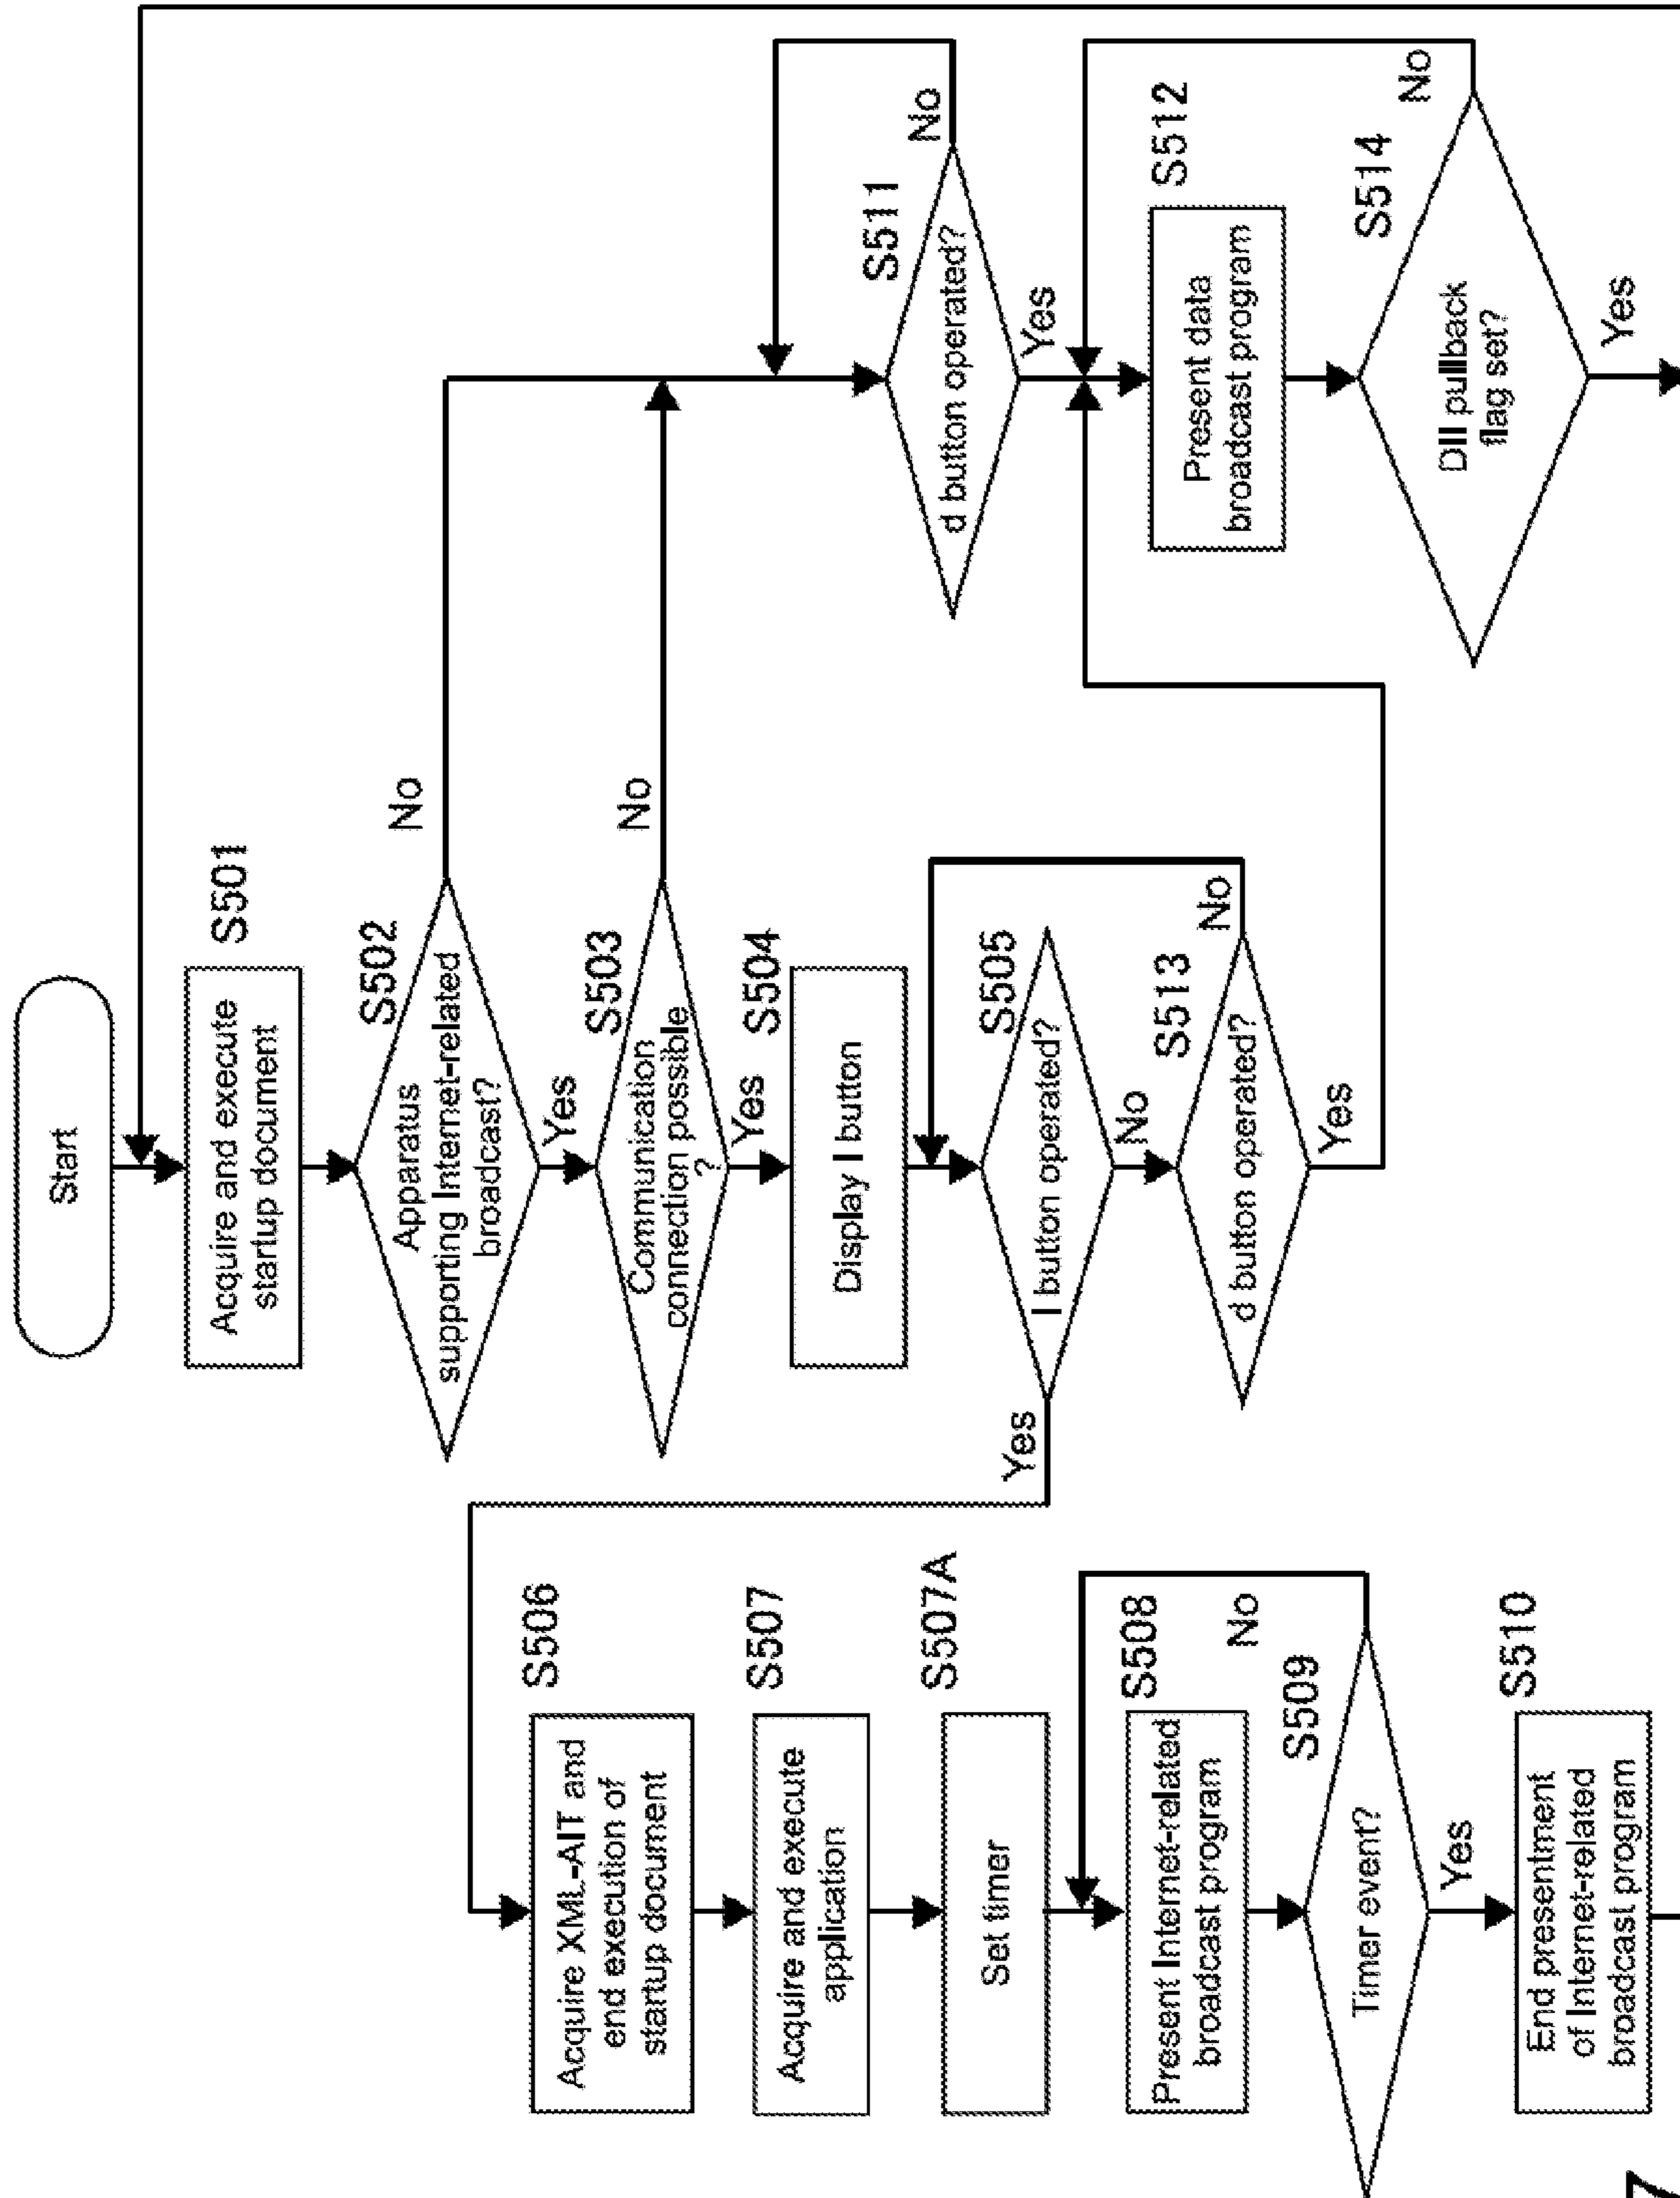 Start
Acquire and execute
startup document
S501
Apparatus
supporting Internet-related
broadcast?
S502
No
Yes
Communication
connection possible
?
S503
No
Yes
Display I button
S504
I button operated?
S505
Yes
No
d button operated?
S513
No
Yes
Acquire XML-AIT and
end execution of
startup document
S506
Acquire and execute
application
S507
Set timer
S507A
Present Internet-related
broadcast program
S508
Timer event?
S509
No
Yes
End presentment
of Internet-related
broadcast program
S510
d button operated?
S511
No
Yes
Present data
broadcast program
S512
DII pullback
flag set?
S514
No
Yes
7